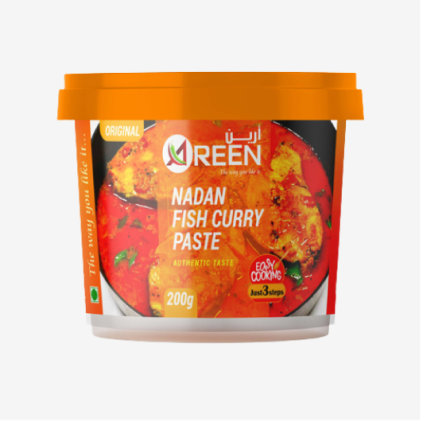 ORIGINAL
أرين
OREEN
The way you like it
NADAN
FISH CURRY
PASTE
AUTHENTIC TASTE
EASY
COOKING
Just 3 steps
200g
The way you like it...